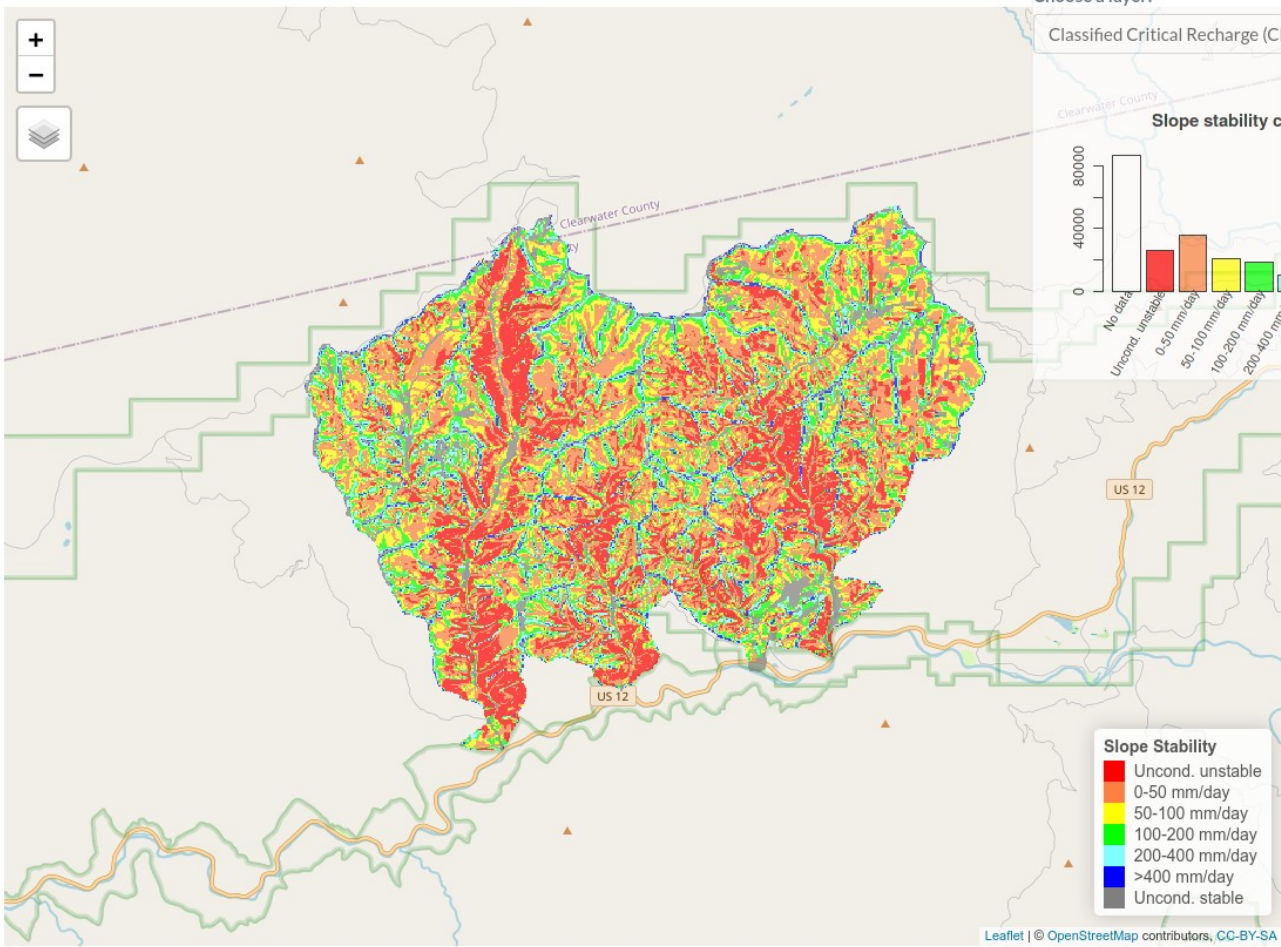 +
−
Classified Critical Recharge (Cl
Clearwater County
Slope stability c
80000
40000
0
No data
Uncond. unstable
0-50 mm/day
50-100 mm/day
100-200 mm/day
Clearwater County
US 12
US 12
Slope Stability
Uncond. unstable
0-50 mm/day
50-100 mm/day
100-200 mm/day
200-400 mm/day
>400 mm/day
Uncond. stable
Leaflet | © OpenStreetMap contributors, CC-BY-SA